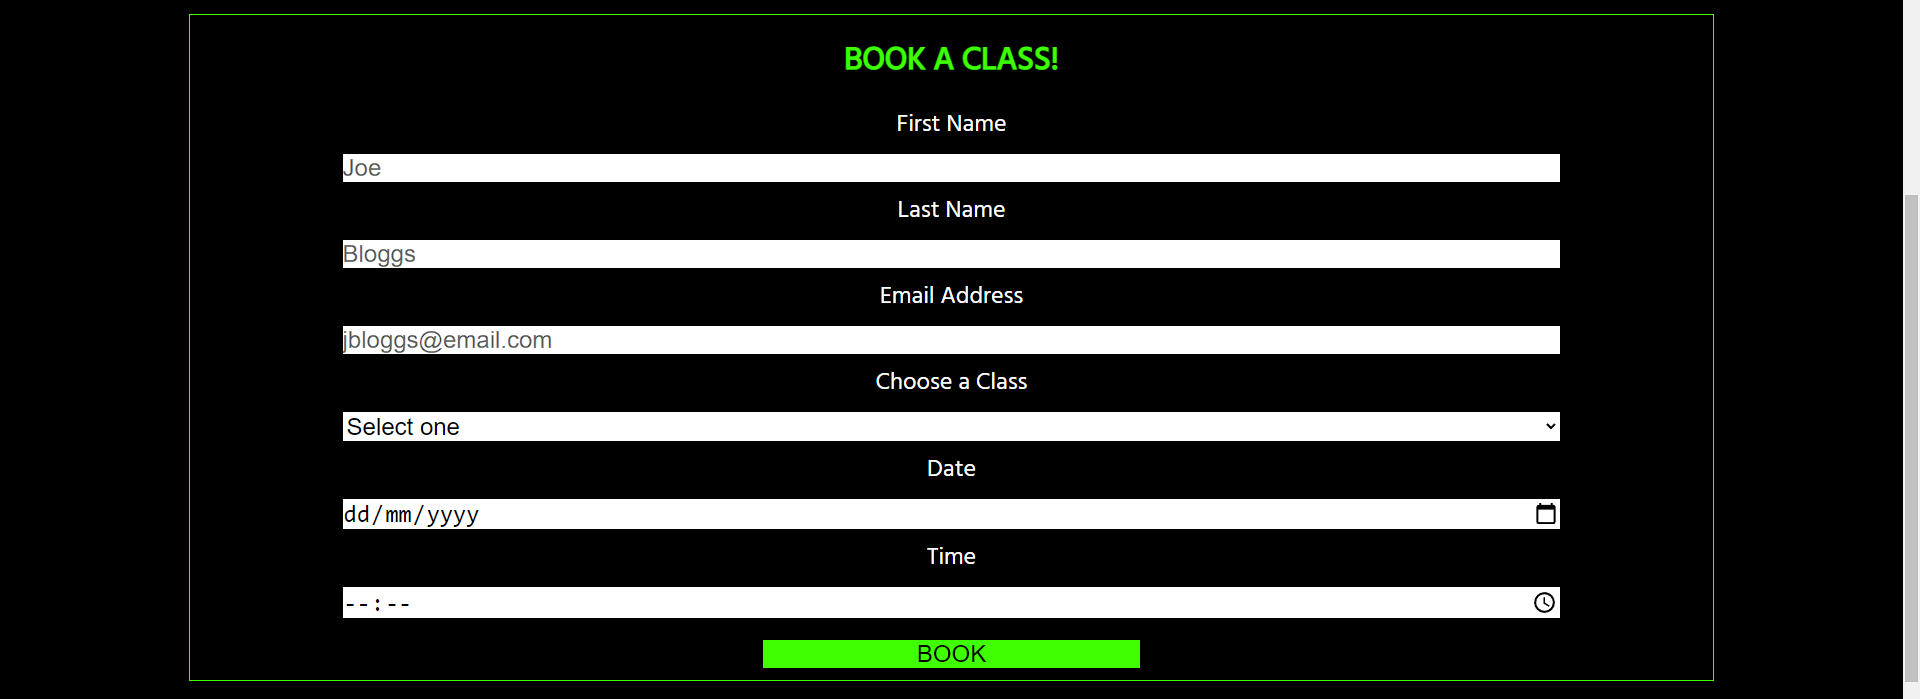 BOOK A CLASS!
First Name
Joe
Last Name
Bloggs
Email Address
jbloggs@email.com
Choose a Class
Select one
Date
dd/mm/yyyy
Time
--:--
BOOK